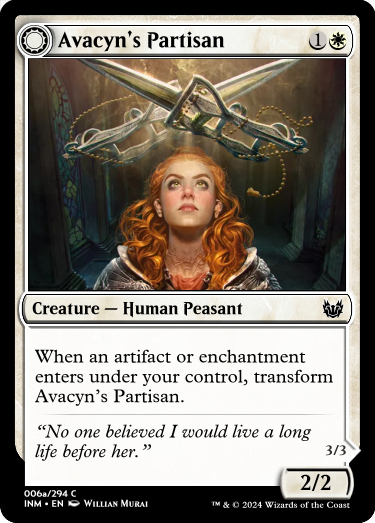 Avacyn's Partisan 1
Creature — Human Peasant
When an artifact or enchantment
enters under your control, transform
Avacyn's Partisan.
"No one believed I would live a long
life before her."
3/3
2/2
006a/294 C
INM • EN Willian Murai
™ & © 2024 Wizards of the Coast